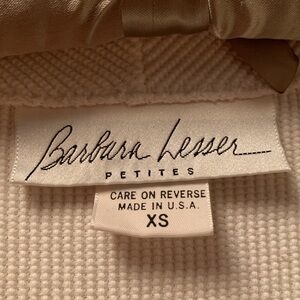 Barbara Lesser
PETITES
CARE ON REVERSE
MADE IN U.S.A.
XS